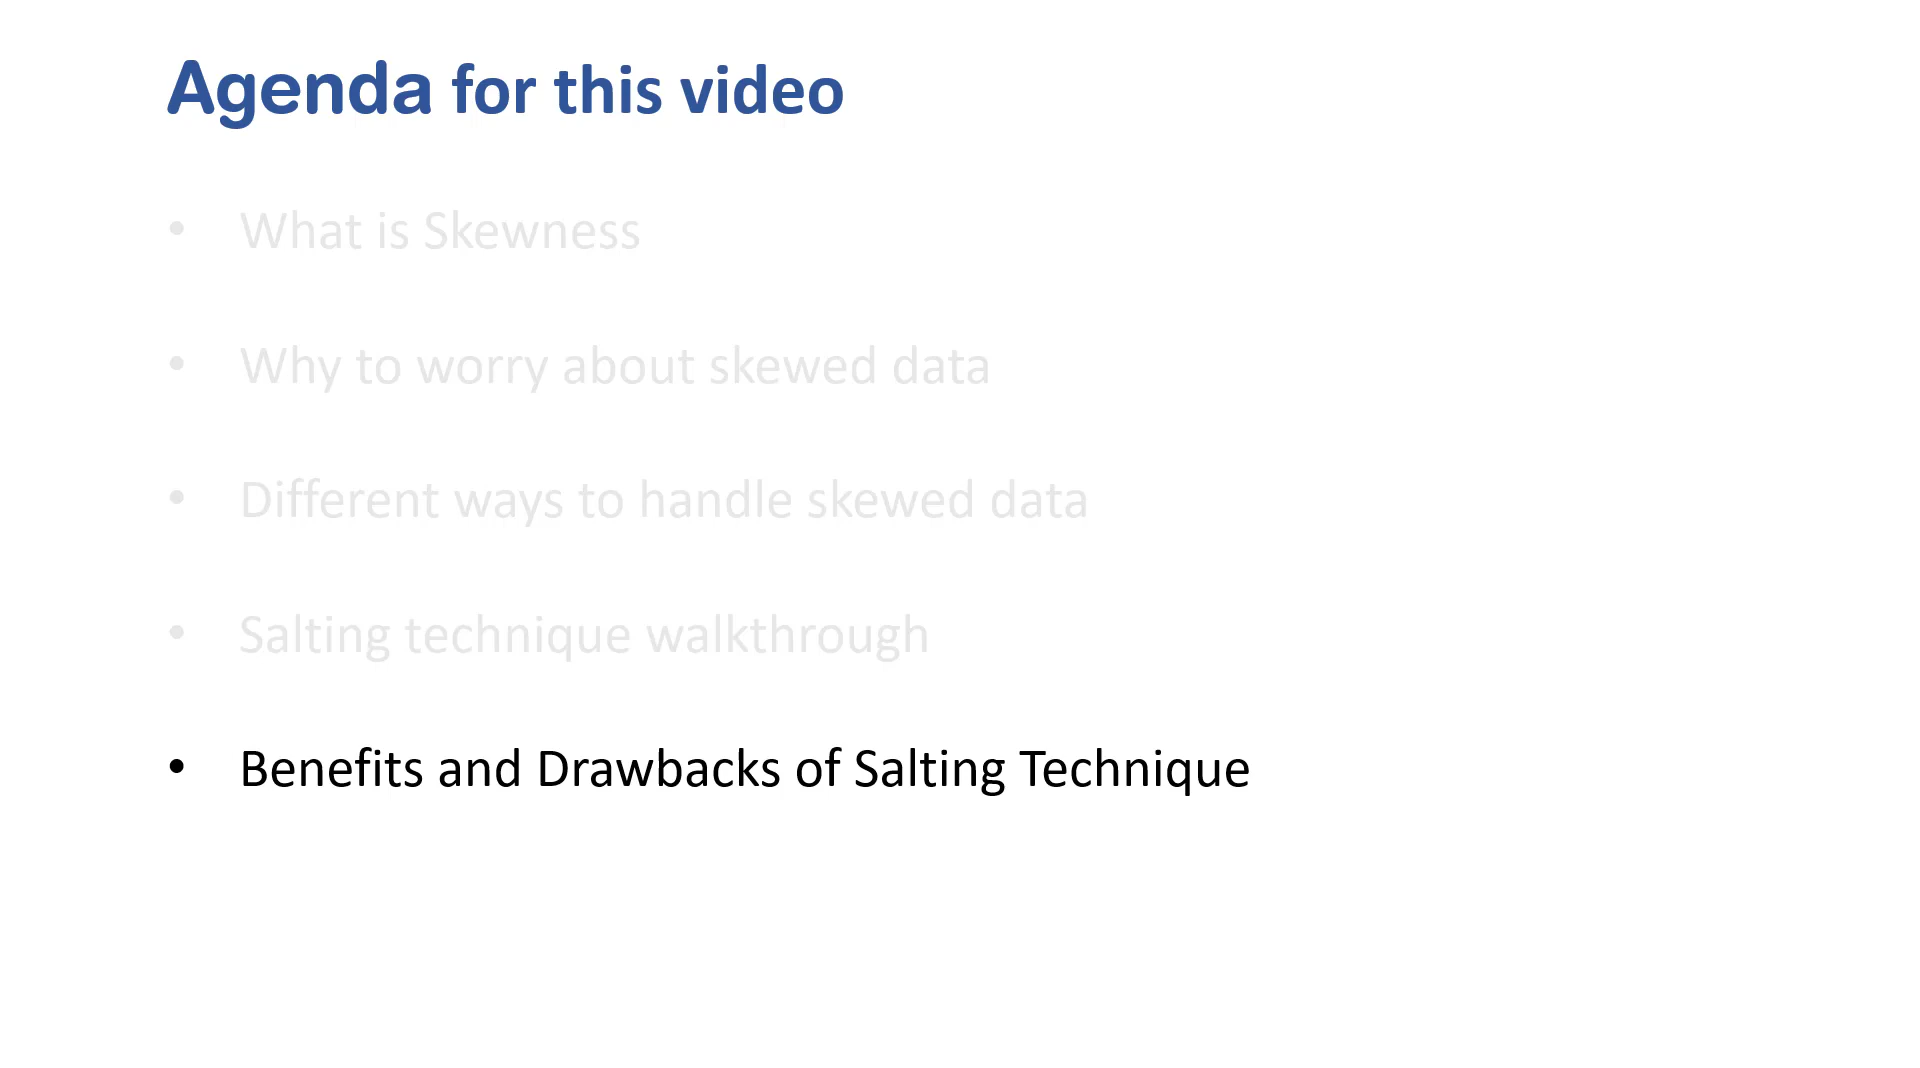 Agenda for this video
• What is Skewness
• Why to worry about skewed data
• Different ways to handle skewed data
• Salting technique walkthrough
• Benefits and Drawbacks of Salting Technique